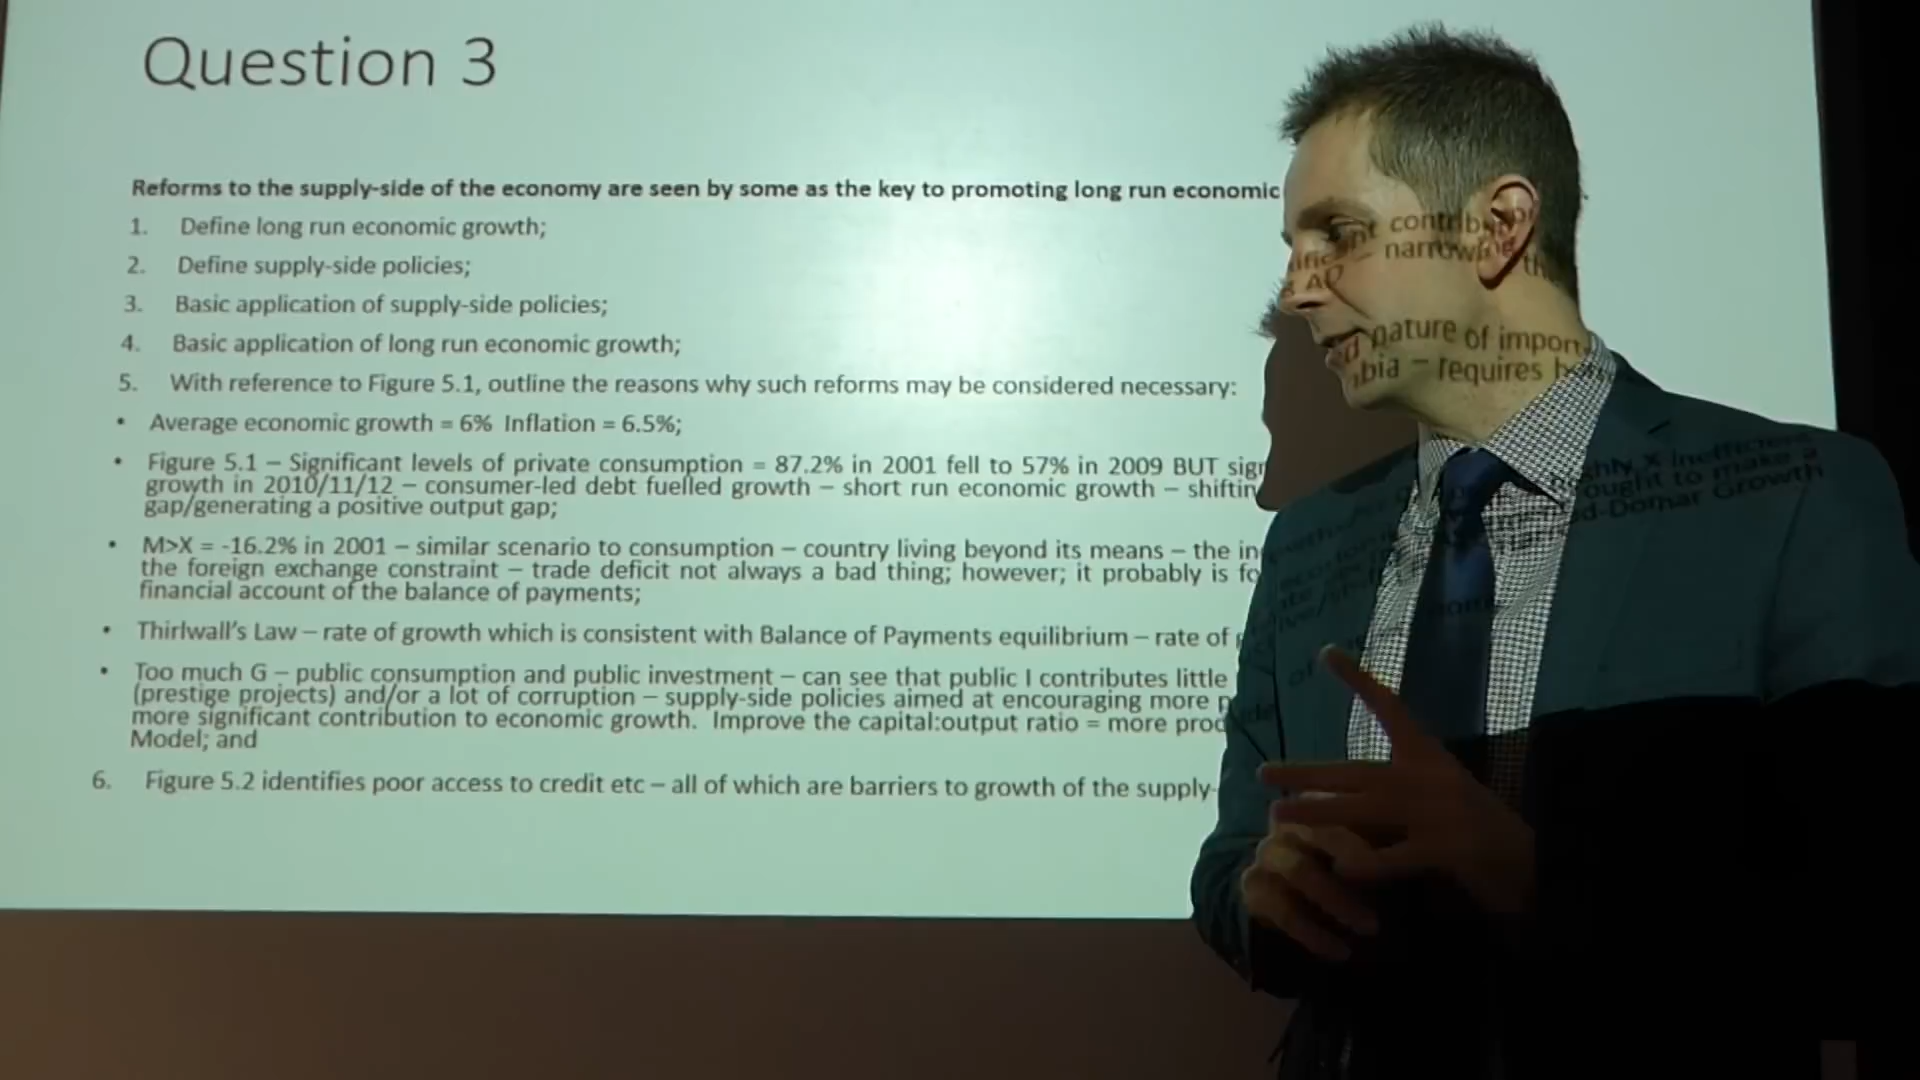 Question 3
Reforms to the supply-side of the economy are seen by some as the key to promoting long run economic
1. Define long run economic growth;
2. Define supply-side policies;
3. Basic application of supply-side policies;
4. Basic application of long run economic growth;
5. With reference to Figure 5.1, outline the reasons why such reforms may be considered necessary:
• Average economic growth = 6% Inflation = 6.5%;
• Figure 5.1 – Significant levels of private consumption = 87.2% in 2001 fell to 57% in 2009 BUT contrib
growth in 2010/11/12 – consumer-led debt fuelled growth – short run economic growth – narrowing th
gap/generating a positive output gap;
• M>X = -16.2% in 2001 – similar scenario to consumption – country living beyond its means – the nature of import
the foreign exchange constraint – trade deficit not always a bad thing; however; it probably is – requires
financial account of the balance of payments;
• Thirlwall's Law – rate of growth which is consistent with Balance of Payments equilibrium – rate of
• Too much G – public consumption and public investment – can see that public I contributes little
(prestige projects) and/or a lot of corruption – supply-side policies aimed at encouraging more ought to make a
more significant contribution to economic growth. Improve the capital:output ratio = more Growth
Model; and
6. Figure 5.2 identifies poor access to credit etc – all of which are barriers to growth of the supply-